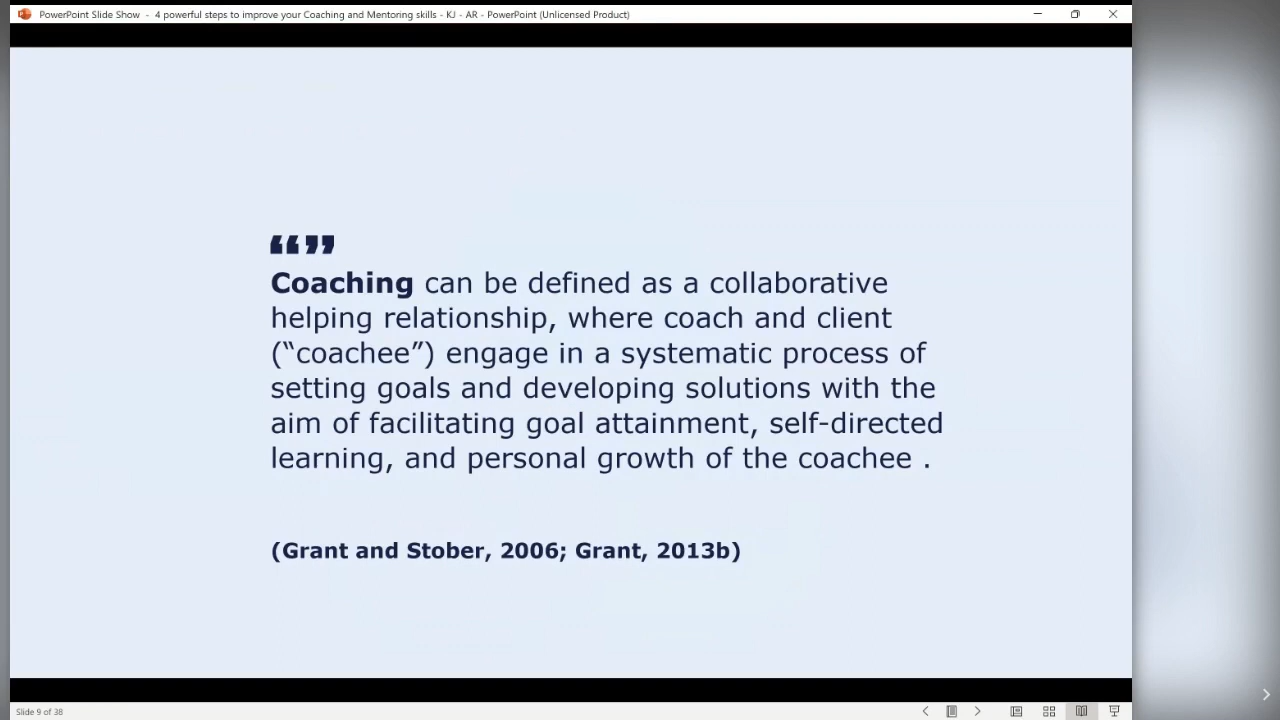 PowerPoint Slide Show - 4 powerful steps to improve your Coaching and Mentoring skills - KJ - AR - PowerPoint (Unlicensed Product)
“”
Coaching can be defined as a collaborative
helping relationship, where coach and client
(“coachee”) engage in a systematic process of
setting goals and developing solutions with the
aim of facilitating goal attainment, self-directed
learning, and personal growth of the coachee .
(Grant and Stober, 2006; Grant, 2013b)
Slide 9 of 38